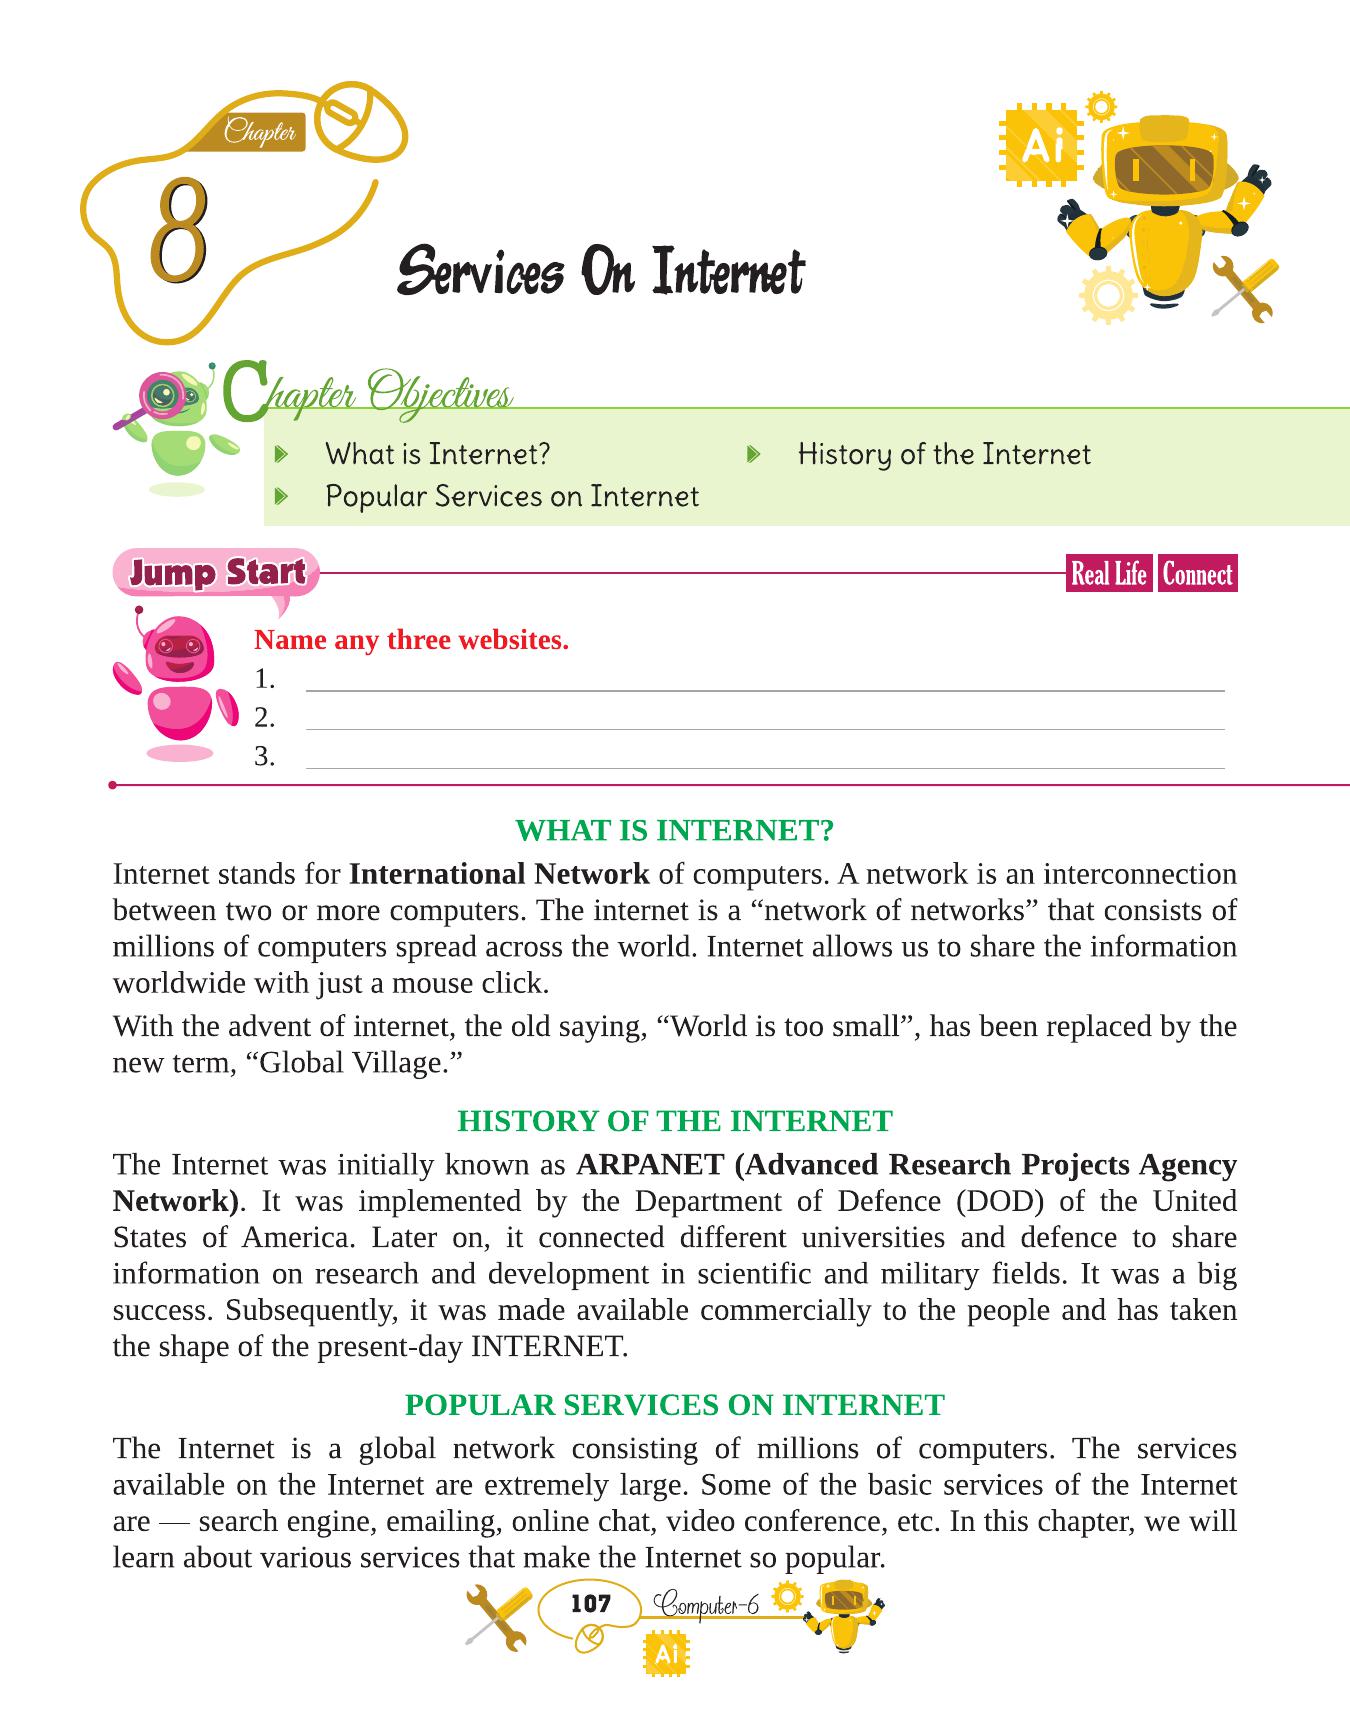 Chapter
8
Ai
Services On Internet
Chapter Objectives
What is Internet?
History of the Internet
Popular Services on Internet
Jump Start
Real Life Connect
Name any three websites.
1.
2.
3.
WHAT IS INTERNET?
Internet stands for International Network of computers. A network is an interconnection
between two or more computers. The internet is a “network of networks” that consists of
millions of computers spread across the world. Internet allows us to share the information
worldwide with just a mouse click.
With the advent of internet, the old saying, “World is too small”, has been replaced by the
new term, “Global Village.”
HISTORY OF THE INTERNET
The Internet was initially known as ARPANET (Advanced Research Projects Agency
Network). It was implemented by the Department of Defence (DOD) of the United
States of America. Later on, it connected different universities and defence to share
information on research and development in scientific and military fields. It was a big
success. Subsequently, it was made available commercially to the people and has taken
the shape of the present-day INTERNET.
POPULAR SERVICES ON INTERNET
The Internet is a global network consisting of millions of computers. The services
available on the Internet are extremely large. Some of the basic services of the Internet
are — search engine, emailing, online chat, video conference, etc. In this chapter, we will
learn about various services that make the Internet so popular.
107
Computer-6
Ai